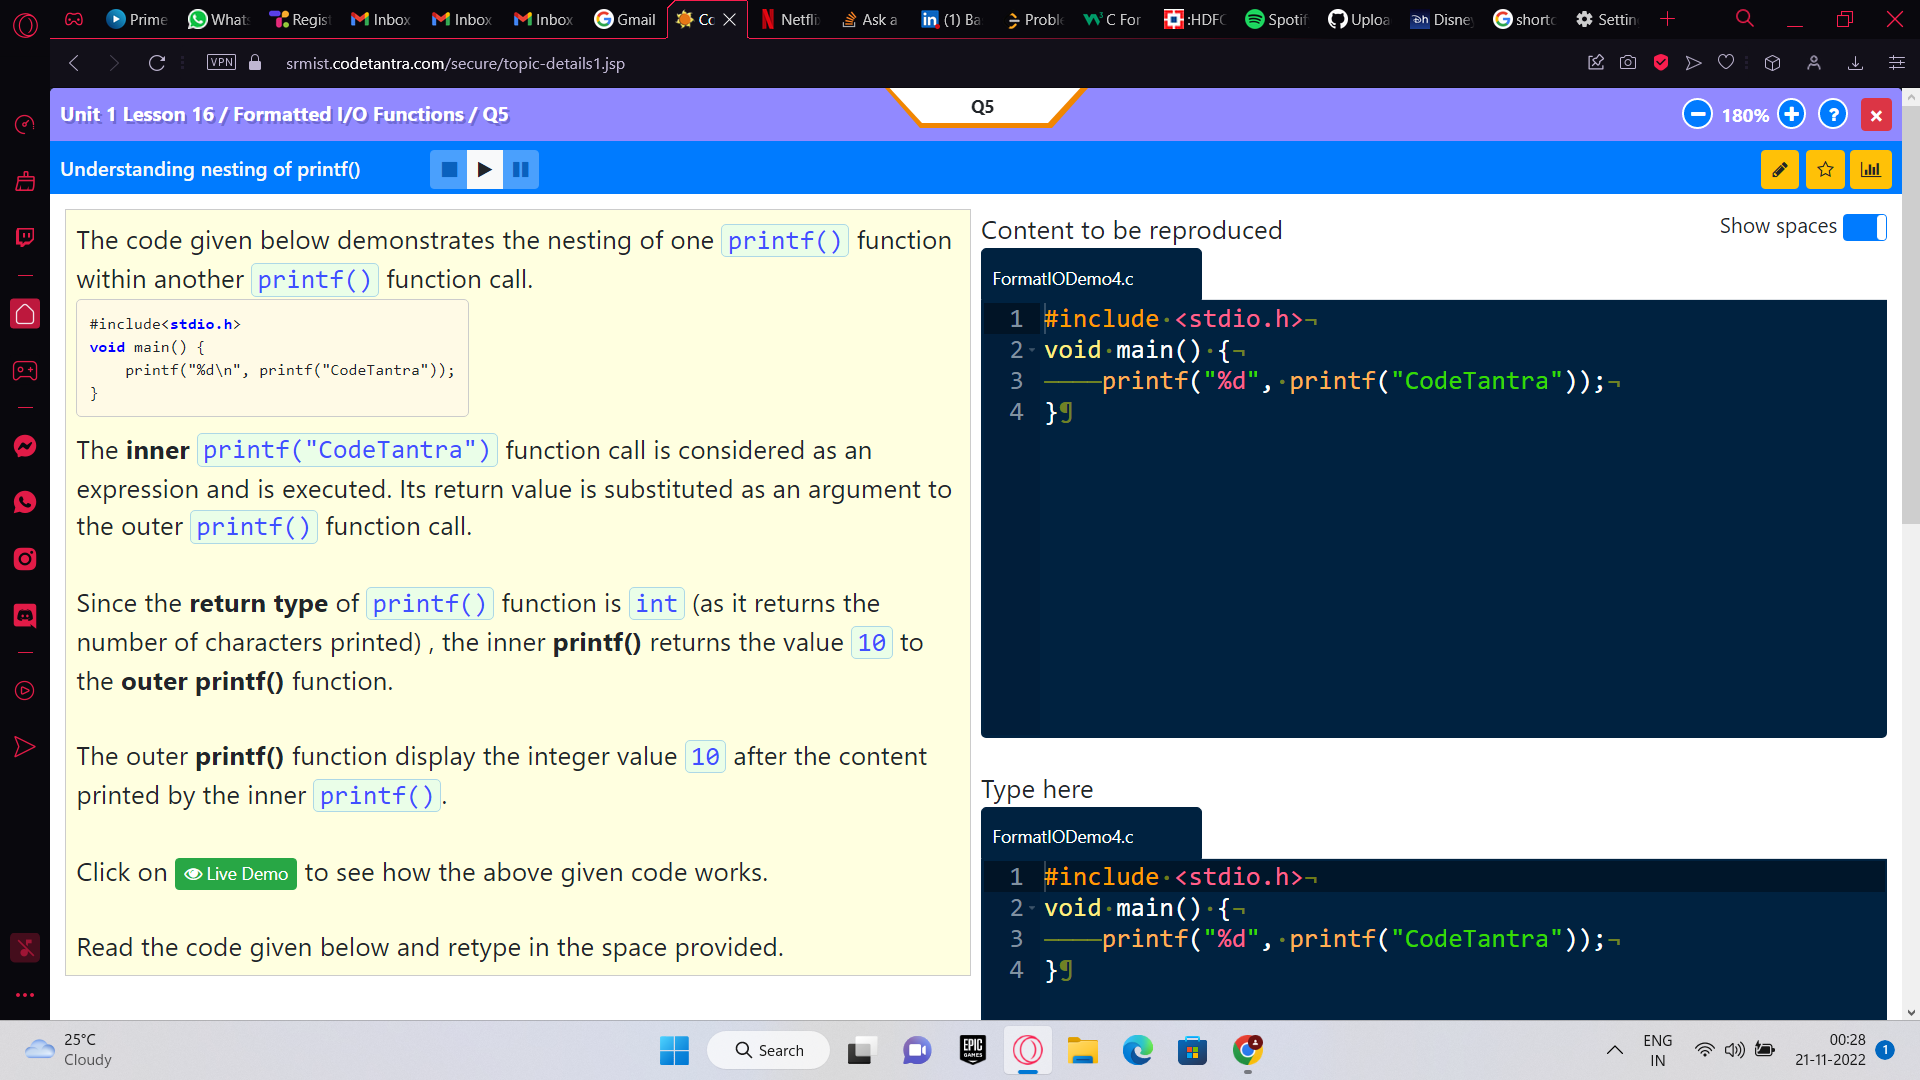 Prime
Whats
Regist
Inbox
Inbox
Inbox
Gmail
Co
Netfli
Ask a
(1) Ba
Proble
C For
:HDFC
Spotif
Uploa
Disne
shortc
Settin
VPN
srmist.codetantra.com/secure/topic-details1.jsp
Unit 1 Lesson 16 / Formatted I/O Functions / Q5
Q5
180%
?
Understanding nesting of printf()
The code given below demonstrates the nesting of one printf() function
within another printf() function call.
#include<stdio.h>
void main() {
printf("%d\n", printf("CodeTantra"));
}
The inner printf("CodeTantra") function call is considered as an
expression and is executed. Its return value is substituted as an argument to
the outer printf() function call.
Since the return type of printf() function is int (as it returns the
number of characters printed) , the inner printf() returns the value 10 to
the outer printf() function.
The outer printf() function display the integer value 10 after the content
printed by the inner printf().
Click on Live Demo to see how the above given code works.
Read the code given below and retype in the space provided.
Content to be reproduced
Show spaces
FormatIODemo4.c
1 #include·<stdio.h>¬
2 void·main()·{¬
3 ————printf("%d",·printf("CodeTantra"));¬
4 }¶
Type here
FormatIODemo4.c
1 #include·<stdio.h>¬
2 void·main()·{¬
3 ————printf("%d",·printf("CodeTantra"));¬
4 }¶
25°C
Cloudy
Search
EPIC
GAMES
ENG
IN
00:28
21-11-2022
1